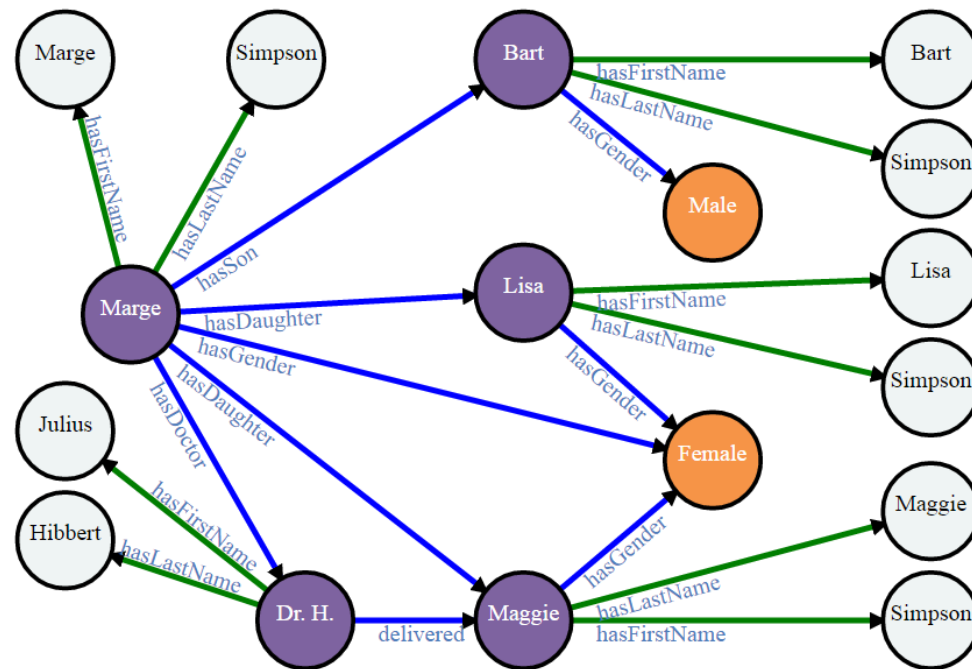 Marge
Simpson
Bart
Bart
hasFirstName
hasLastName
hasGender
Simpson
Male
hasFirstName
hasLastName
hasSon
Marge
Lisa
Lisa
hasFirstName
hasLastName
hasDaughter
hasGender
hasDaughter
hasDoctor
hasGender
Simpson
Julius
Female
Hibbert
hasFirstName
hasLastName
Maggie
hasGender
hasLastName
Dr. H.
delivered
Maggie
hasFirstName
Simpson